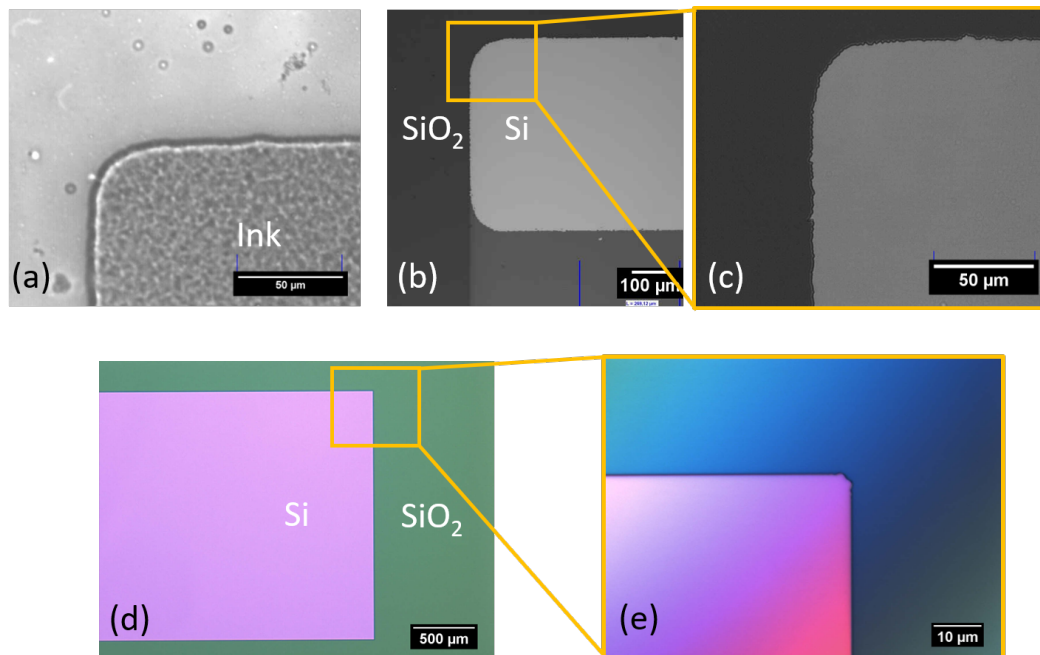 Ink
(a)
50 µm
SiO₂
Si
(b)
100 µm
(c)
50 µm
Si
SiO₂
(d)
500 µm
(e)
10 µm